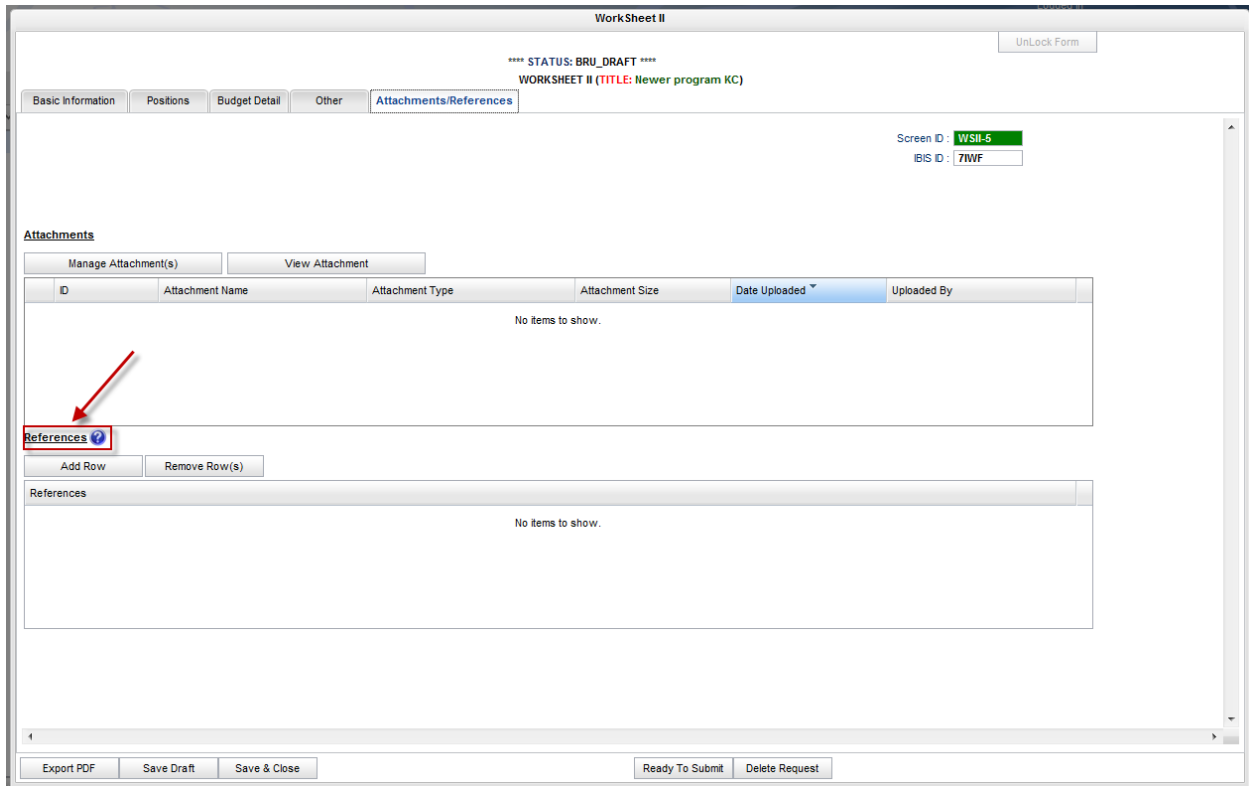 WorkSheet II
UnLock Form
**** STATUS: BRU_DRAFT ****
WORKSHEET II (TITLE: Newer program KC)
Basic Information Positions Budget Detail Other Attachments/References
Screen ID : WSII-5
IBIS ID : 7IWF
Attachments
Manage Attachment(s) View Attachment
ID Attachment Name Attachment Type Attachment Size Date Uploaded Uploaded By
No items to show.
References ?
Add Row Remove Row(s)
References
No items to show.
Export PDF Save Draft Save & Close Ready To Submit Delete Request